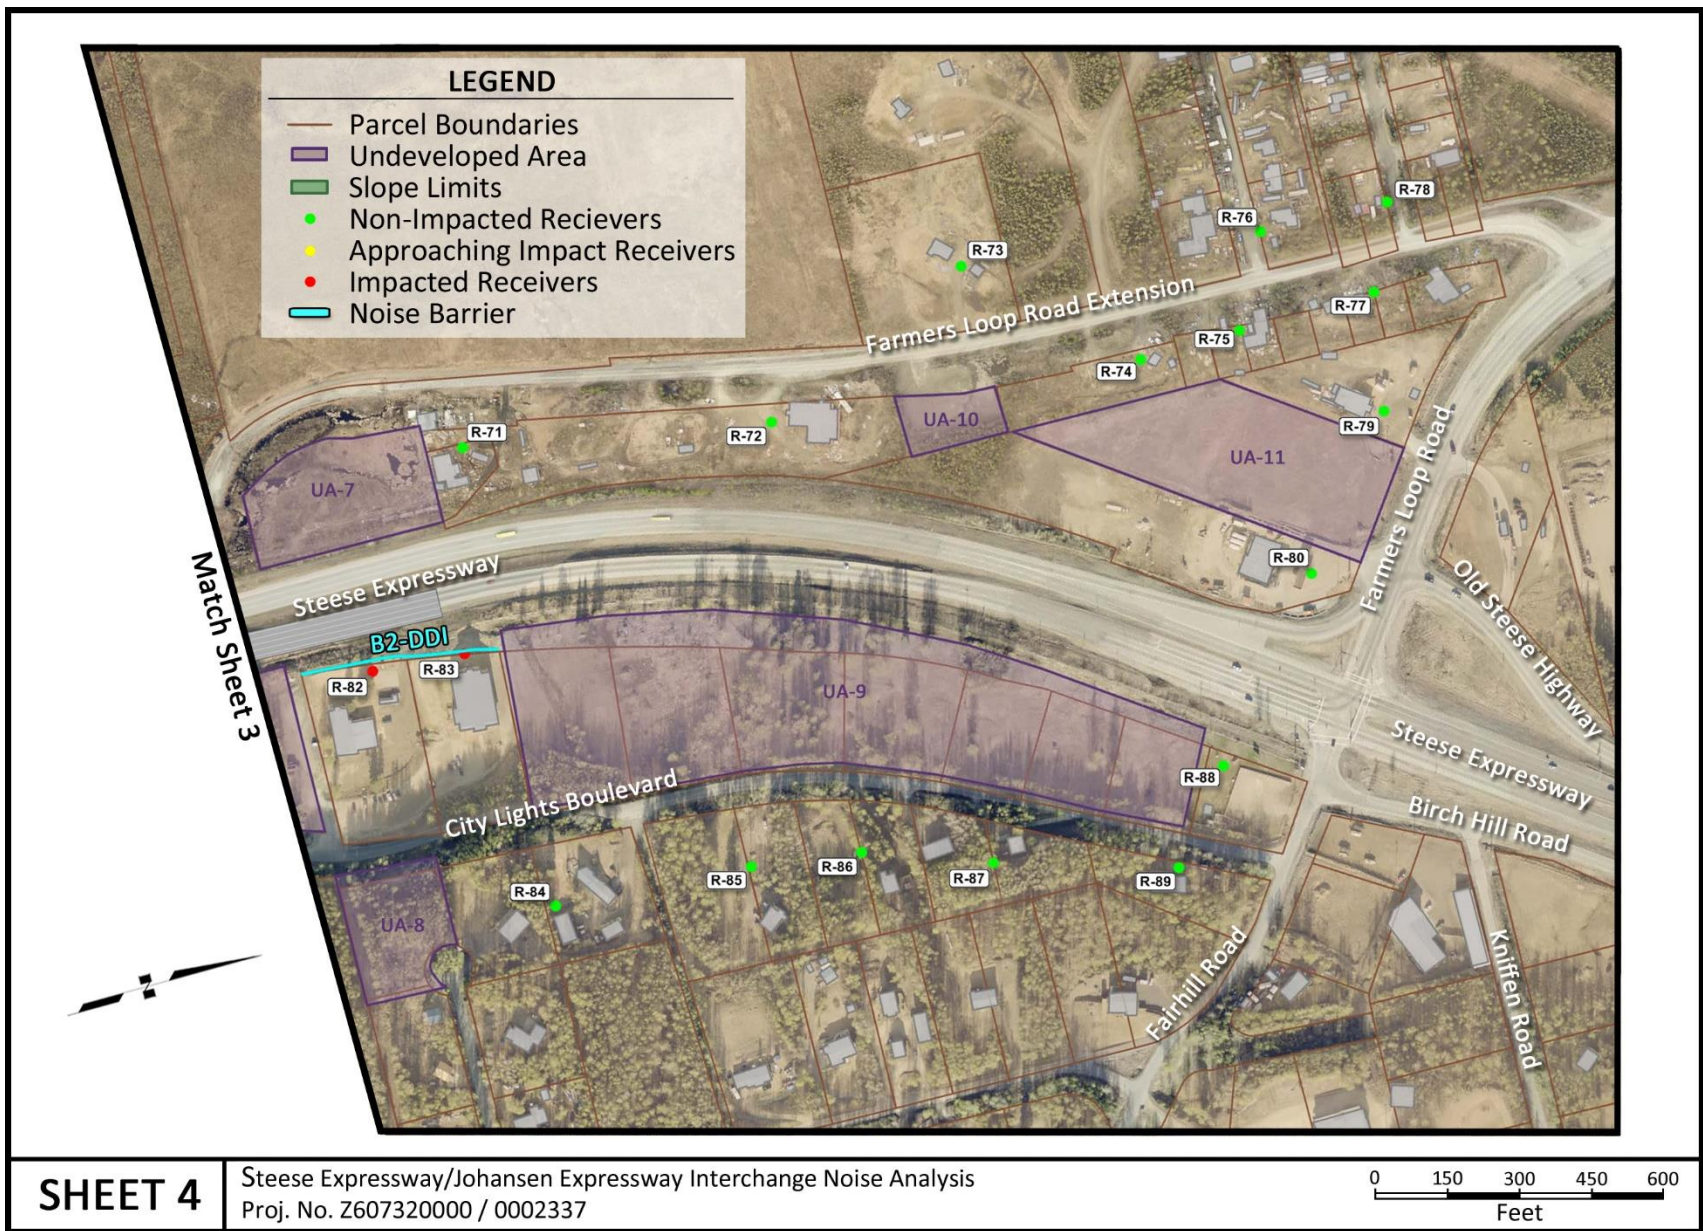 LEGEND
Parcel Boundaries
Undeveloped Area
Slope Limits
Non-Impacted Recievers
Approaching Impact Receivers
Impacted Receivers
Noise Barrier
R-78
R-76
R-73
Farmers Loop Road Extension
R-77
R-75
R-74
UA-10
R-79
R-71
R-72
UA-11
UA-7
Farmers Loop Road
R-80
Old Steese Highway
Match Sheet 3
Steese Expressway
B2-DDI
R-83
R-82
UA-9
Steese Expressway
R-88
City Lights Boulevard
Birch Hill Road
R-84
R-85
R-86
R-87
R-89
UA-8
N
Fairhill Road
Kniffen Road
SHEET 4
Steese Expressway/Johansen Expressway Interchange Noise Analysis
Proj. No. Z607320000 / 0002337
0 150 300 450 600
Feet